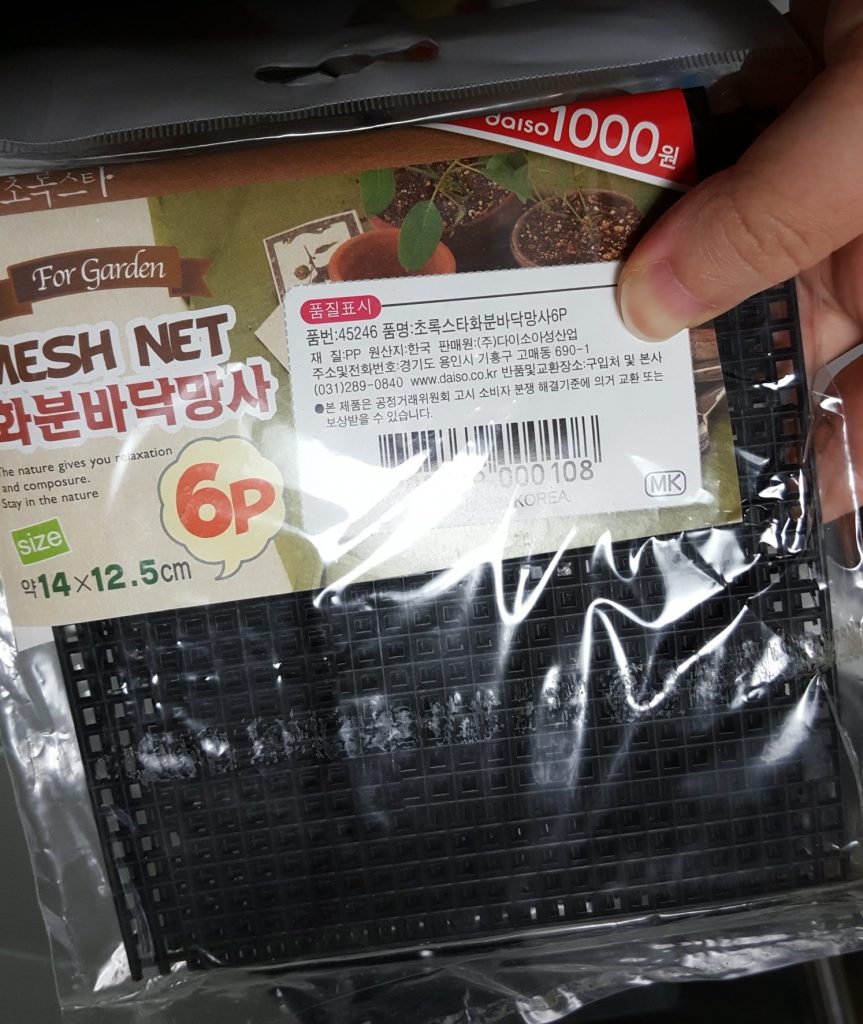 daiso 1000원
초록스타
For Garden
MESH NET
화분바닥망사
The nature gives you relaxation
and composure.
Stay in the nature
6P
size
약14×12.5cm
품질표시
품번:45246 품명:초록스타화분바닥망사6P
재 질:PP 원산지:한국 판매원:(주)다이소아성산업
주소및전화번호:경기도 용인시 기흥구 고매동 690-1
(031)289-0840 www.daiso.co.kr 반품및교환장소:구입처 및 본사
●본 제품은 공정거래위원회 고시 소비자 분쟁 해결기준에 의거 교환 또는
보상받을 수 있습니다.
000108
KOREA
MK